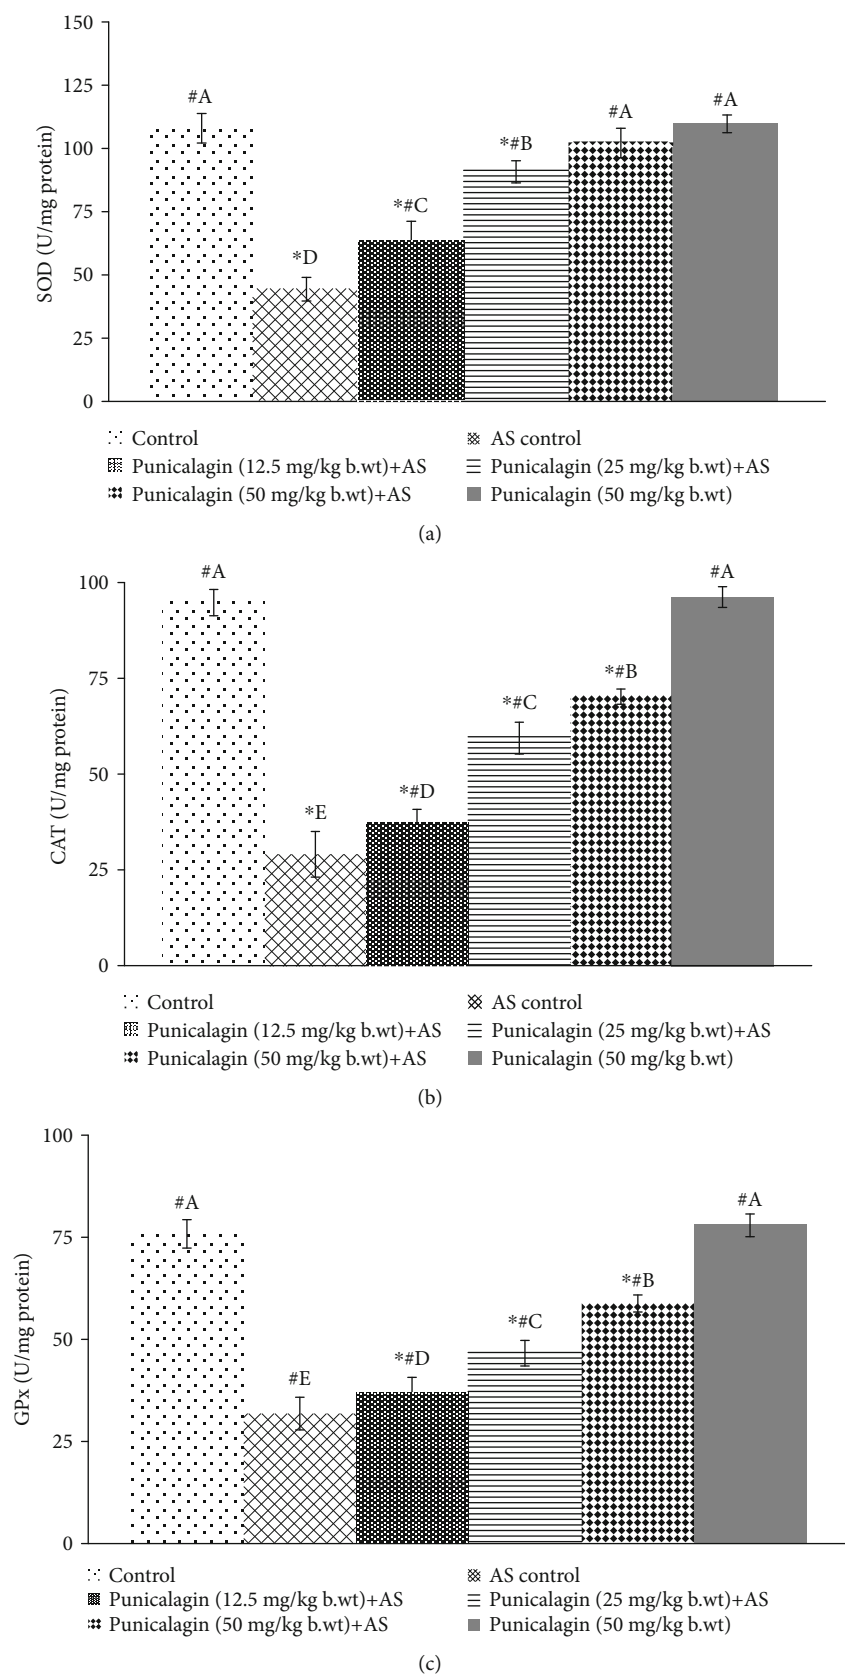 150
125
100
75
50
25
0
SOD (U/mg protein)
#A
*D
*#C
*#B
#A
#A
Control
AS control
Punicalagin (12.5 mg/kg b.wt)+AS
Punicalagin (25 mg/kg b.wt)+AS
Punicalagin (50 mg/kg b.wt)+AS
Punicalagin (50 mg/kg b.wt)
(a)
100
75
50
25
0
CAT (U/mg protein)
#A
*E
*#D
*#C
*#B
#A
Control
AS control
Punicalagin (12.5 mg/kg b.wt)+AS
Punicalagin (25 mg/kg b.wt)+AS
Punicalagin (50 mg/kg b.wt)+AS
Punicalagin (50 mg/kg b.wt)
(b)
100
75
50
25
0
GPx (U/mg protein)
#A
#E
*#D
*#C
*#B
#A
Control
AS control
Punicalagin (12.5 mg/kg b.wt)+AS
Punicalagin (25 mg/kg b.wt)+AS
Punicalagin (50 mg/kg b.wt)+AS
Punicalagin (50 mg/kg b.wt)
(c)